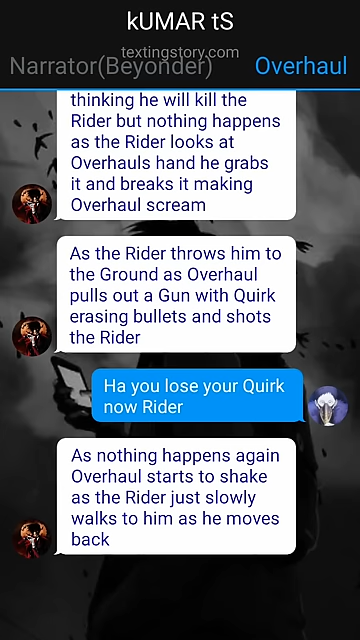 kUMAR tS
textingstory.com
Narrator(Beyonder) Overhaul
thinking he will kill the
Rider but nothing happens
as the Rider looks at
Overhauls hand he grabs
it and breaks it making
Overhaul scream
As the Rider throws him to
the Ground as Overhaul
pulls out a Gun with Quirk
erasing bullets and shots
the Rider
Ha you lose your Quirk
now Rider
As nothing happens again
Overhaul starts to shake
as the Rider just slowly
walks to him as he moves
back